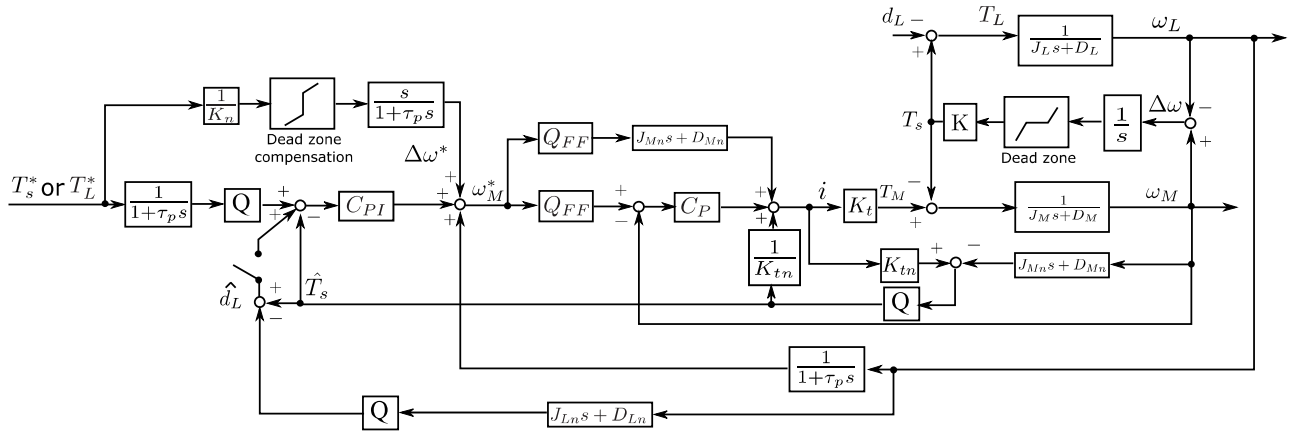 d_L − T_L 1/(J_L s+D_L) ω_L
+
1/K_n
Dead zone
compensation
s/(1+τ_p s)
Δω*
T_s K
Dead zone
1/s Δω −
+
Q_FF J_Mn s + D_Mn
T_s* or T_L* 1/(1+τ_p s) Q + + − C_PI + + + ω_M* Q_FF + − C_P + + i K_t T_M − + 1/(J_M s+D_M) ω_M
1/K_tn K_tn + − J_Mn s + D_Mn
d̂_L + − T̂_s Q
1/(1+τ_p s)
Q J_Ln s + D_Ln